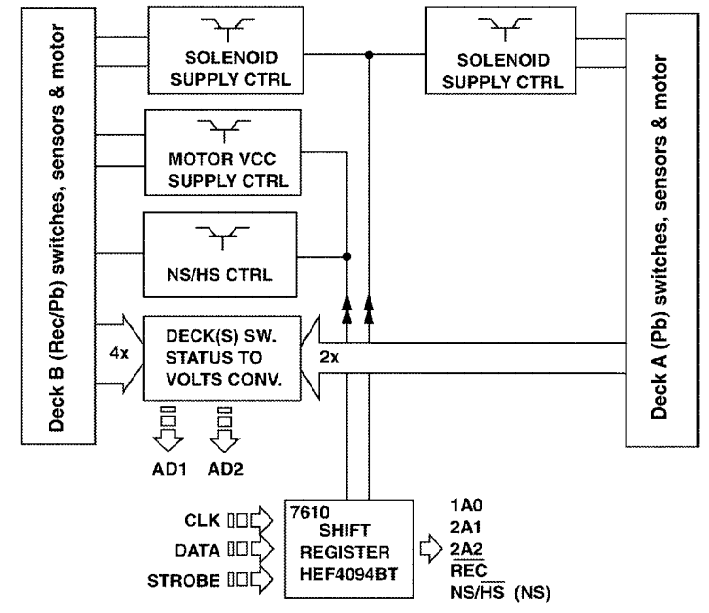 Deck B (Rec/Pb) switches, sensors & motor
SOLENOID
SUPPLY CTRL
SOLENOID
SUPPLY CTRL
Deck A (Pb) switches, sensors & motor
MOTOR VCC
SUPPLY CTRL
NS/HS CTRL
4x
DECK(S) SW.
STATUS TO
VOLTS CONV.
2x
AD1
AD2
CLK
DATA
STROBE
7610
SHIFT
REGISTER
HEF4094BT
1A0
2A1
2A2
REC
NS/HS (NS)